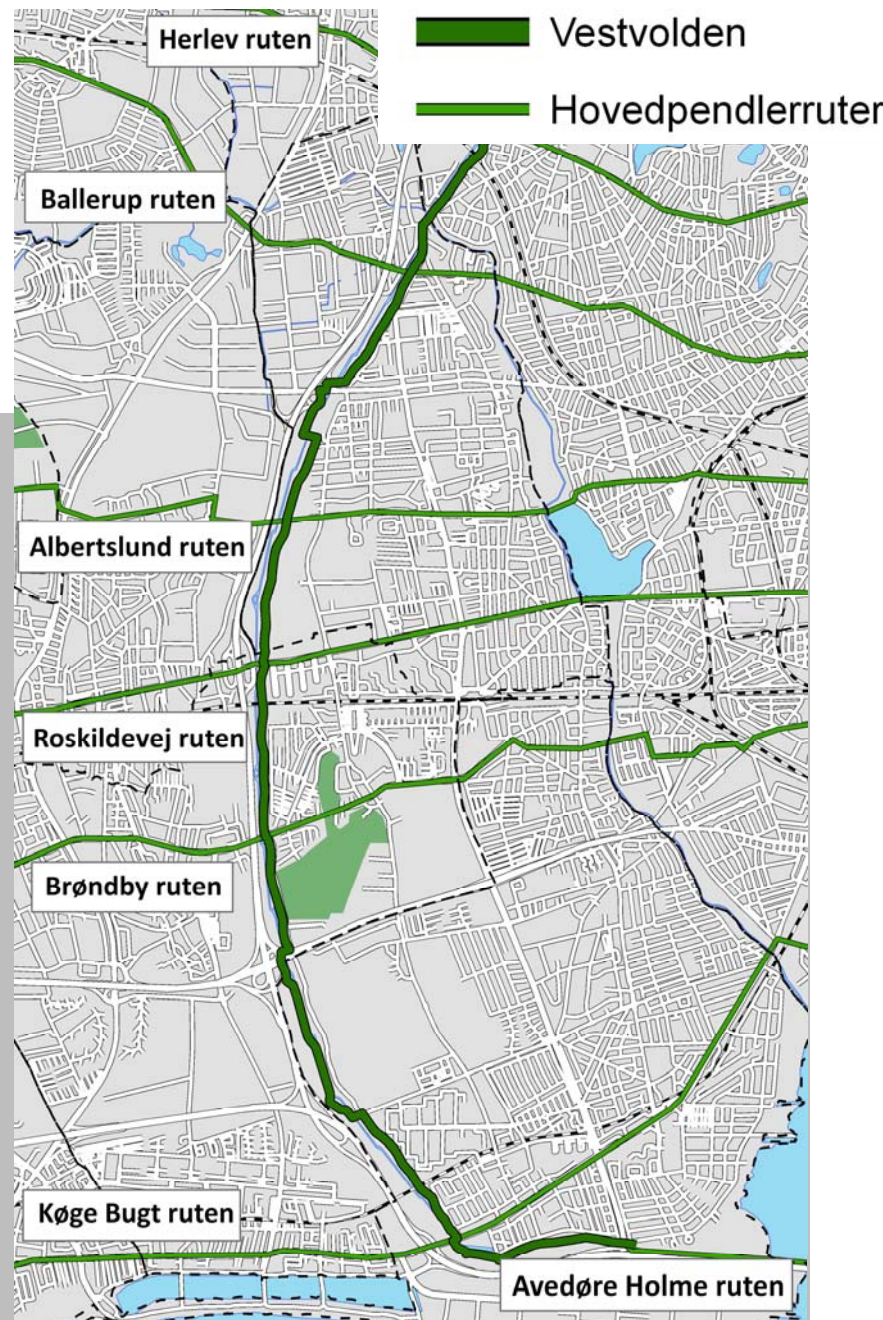 Herlev ruten
Vestvolden
Hovedpendlerruter
Ballerup ruten
Albertslund ruten
Roskildevej ruten
Brøndby ruten
Køge Bugt ruten
Avedøre Holme ruten